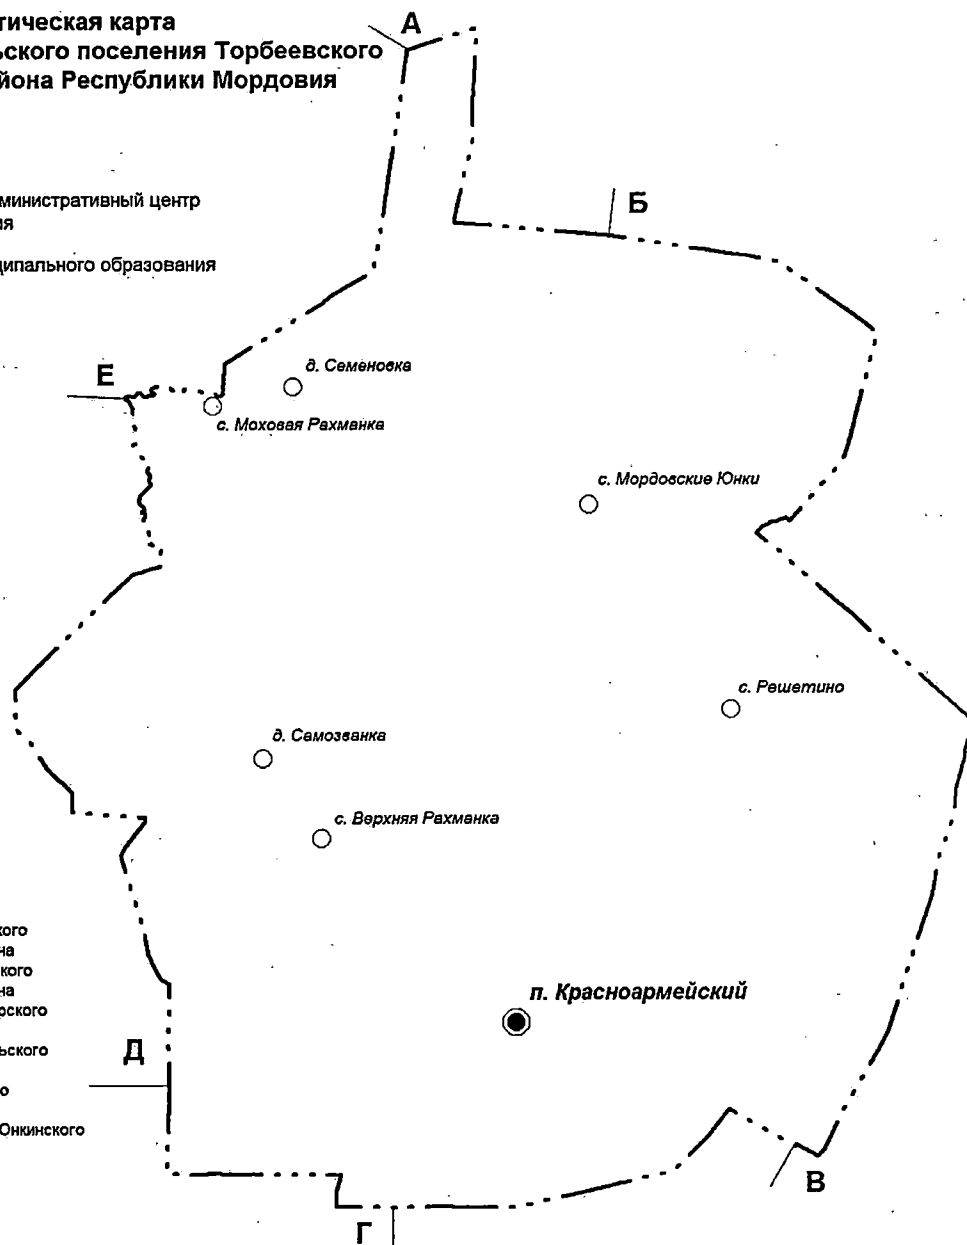 тическая карта
ьского поселения Торбеевского
йона Республики Мордовия
А
министративный центр
ия
Б
ципального образования
Е
д. Семеновка
с. Моховая Рахманка
с. Мордовские Юнки
с. Решетино
д. Самозванка
с. Верхняя Рахманка
кого
на
кого
на
рского
п. Красноармейский
ьского
Д
о
Юнкинского
В
Г